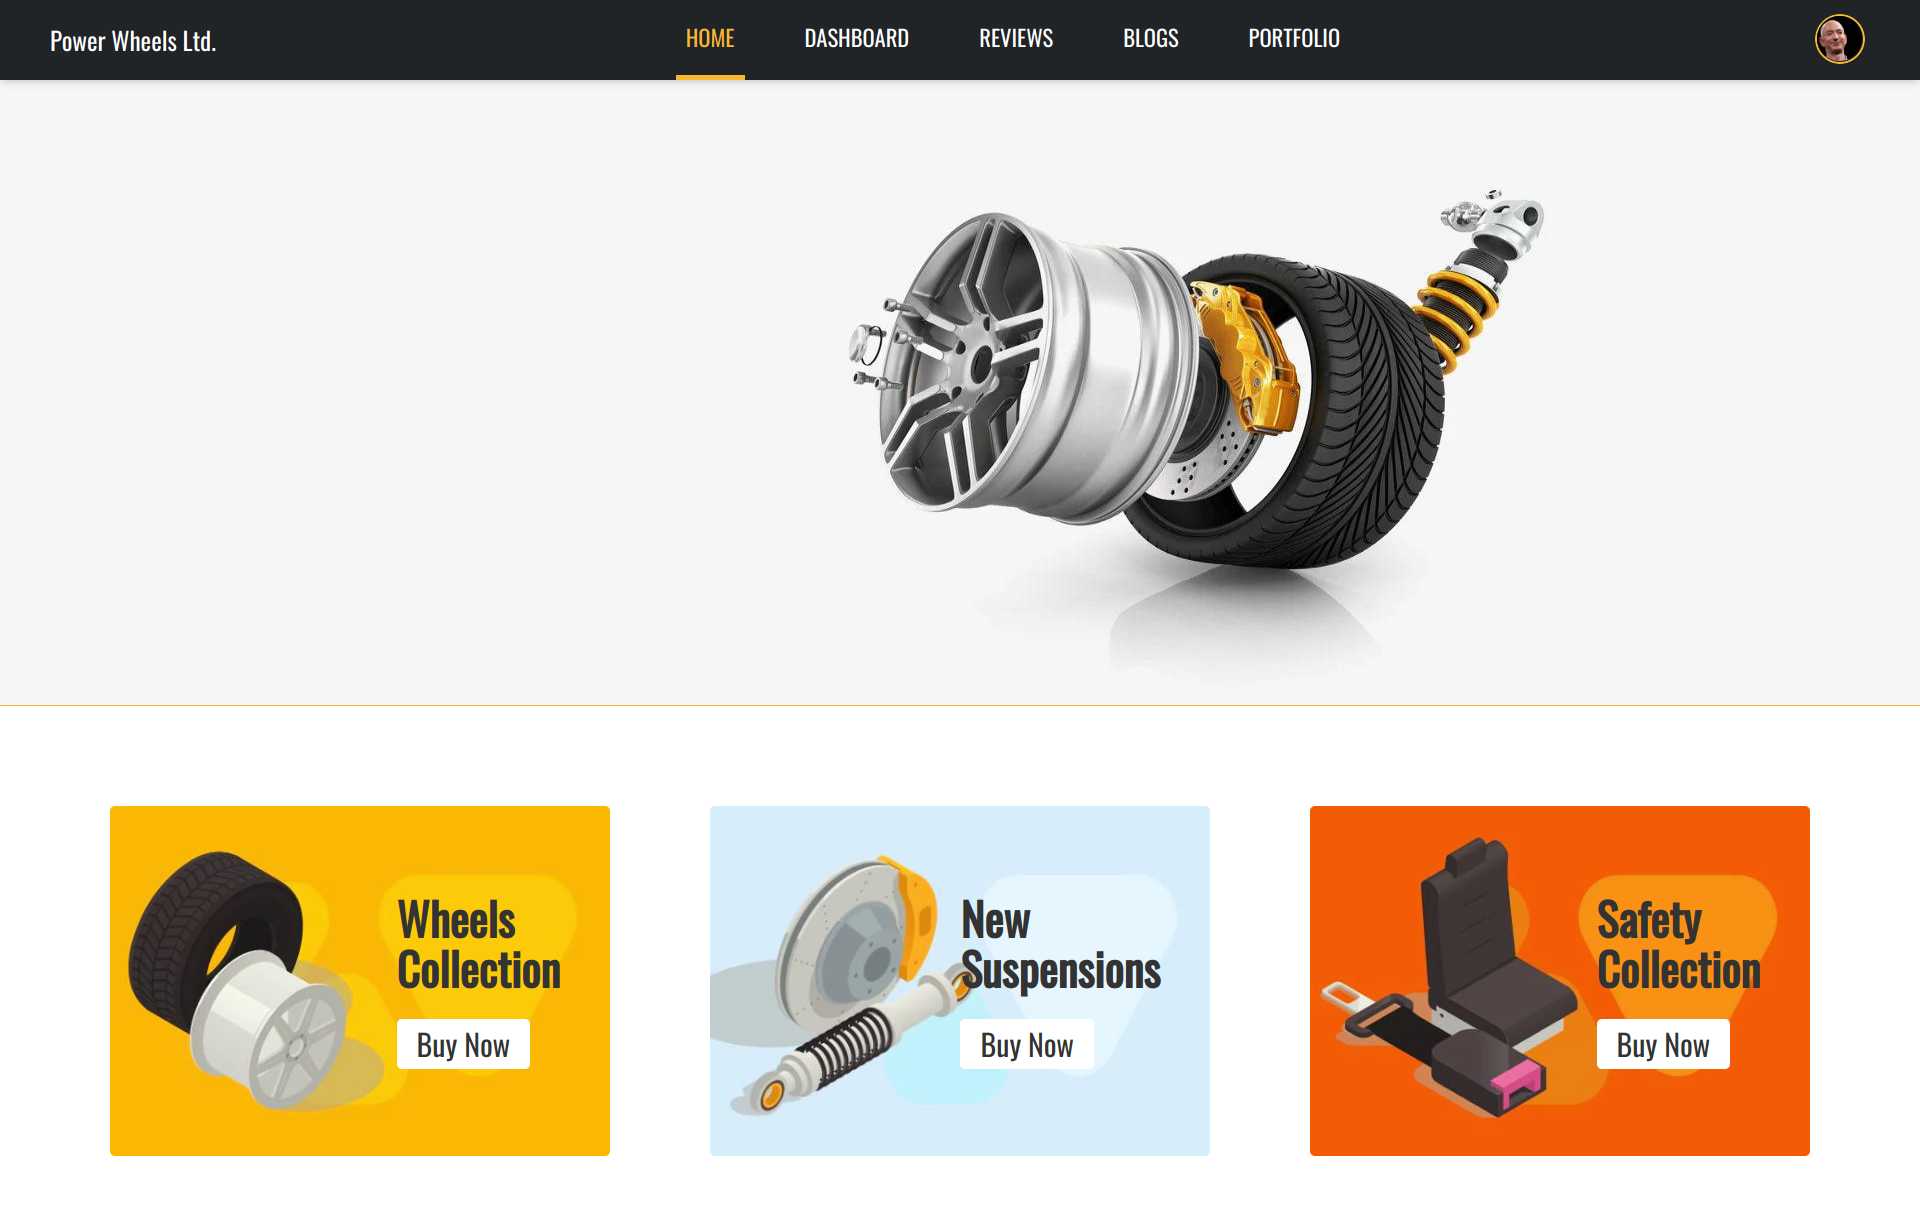 Power Wheels Ltd.
HOME DASHBOARD REVIEWS BLOGS PORTFOLIO
Wheels
Collection
Buy Now
New
Suspensions
Buy Now
Safety
Collection
Buy Now